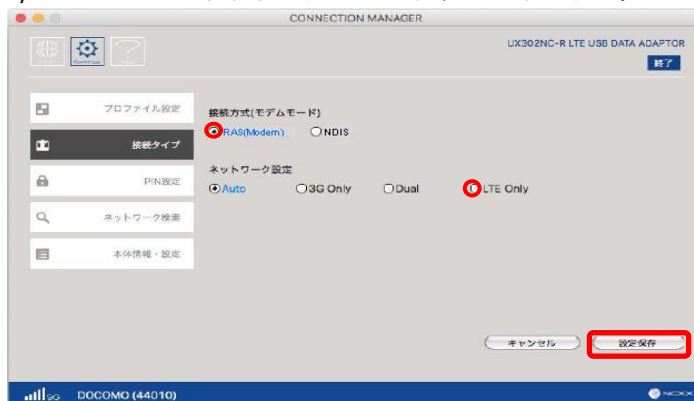 CONNECTION MANAGER
UX302NC-R LTE USB DATA ADAPTOR
Settings
終了
プロファイル設定
接続タイプ
PIN設定
ネットワーク検索
本体情報・設定
接続方式(モデムモード)
RAS(Modem) NDIS
ネットワーク設定
Auto 3G Only Dual LTE Only
キャンセル 設定保存
3G DOCOMO (44010)